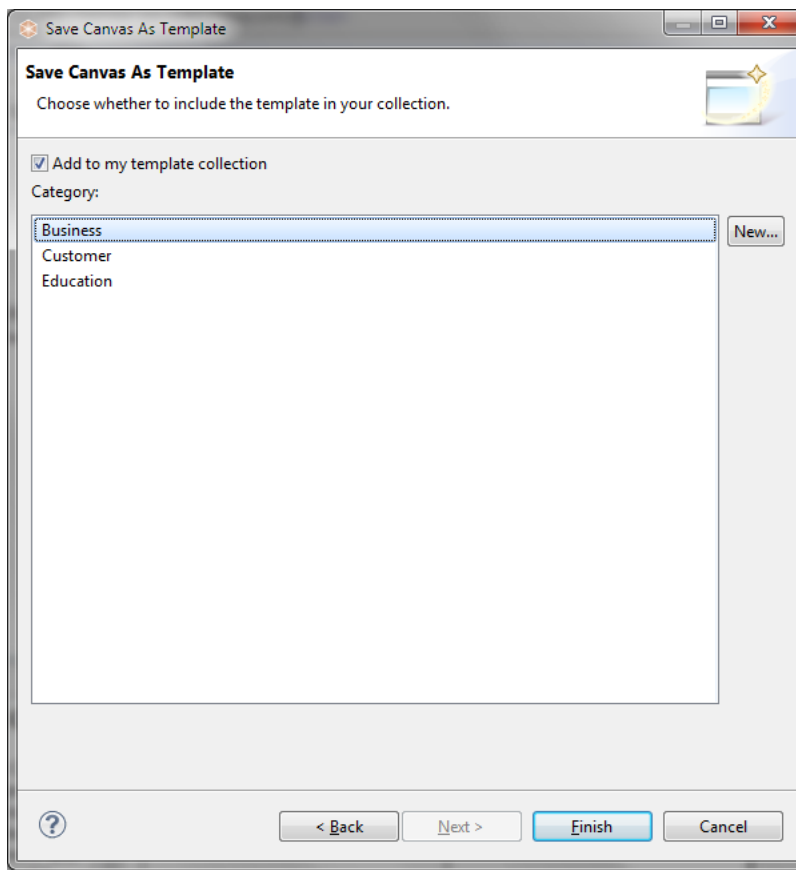 Save Canvas As Template
Save Canvas As Template
Choose whether to include the template in your collection.
Add to my template collection
Category:
Business
New...
Customer
Education
?
< Back
Next >
Finish
Cancel